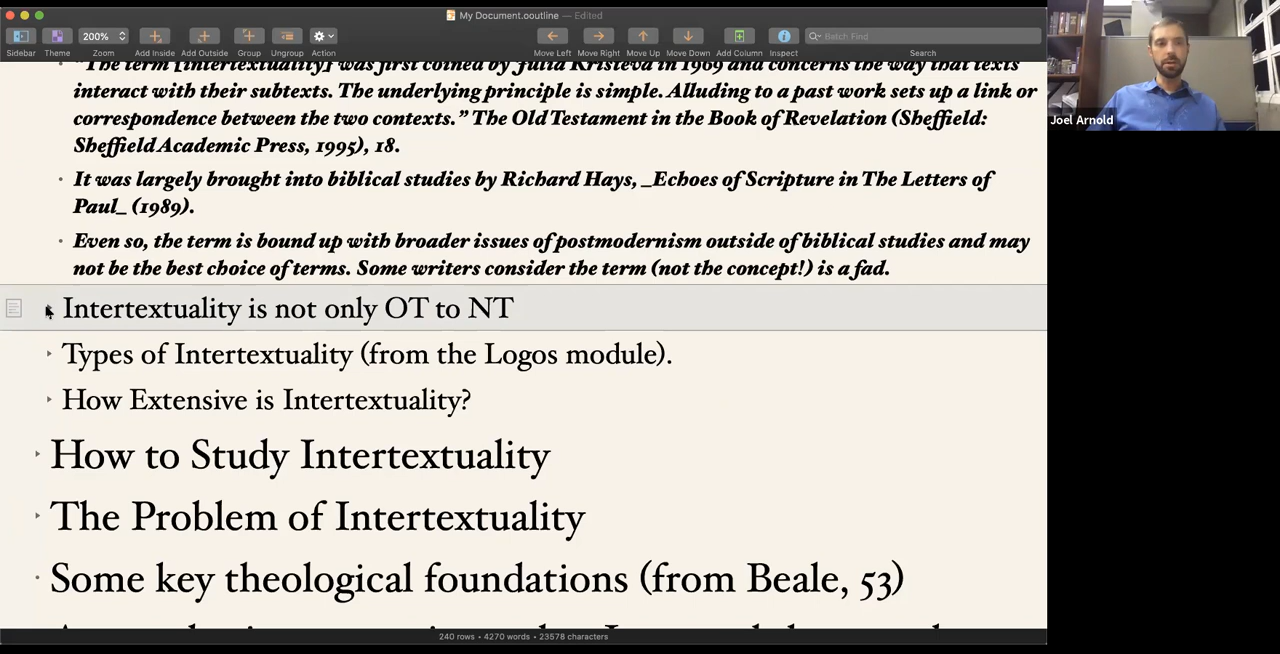 My Document.ooutline — Edited
200%
Batch Find
Sidebar Theme Zoom Add Inside Add Outside Group Ungroup Action Move Left Move Right Move Up Move Down Add Column Inspect Search
"The term [intertextuality] was first coined by Julia Kristeva in 1969 and concerns the way that texts
interact with their subtexts. The underlying principle is simple. Alluding to a past work sets up a link or
correspondence between the two contexts.” The Old Testament in the Book of Revelation (Sheffield:
Sheffield Academic Press, 1995), 18.
It was largely brought into biblical studies by Richard Hays, _Echoes of Scripture in The Letters of
Paul_ (1989).
Even so, the term is bound up with broader issues of postmodernism outside of biblical studies and may
not be the best choice of terms. Some writers consider the term (not the concept!) is a fad.
Intertextuality is not only OT to NT
Types of Intertextuality (from the Logos module).
How Extensive is Intertextuality?
How to Study Intertextuality
The Problem of Intertextuality
Some key theological foundations (from Beale, 53)
240 rows • 4270 words • 23578 characters
Joel Arnold